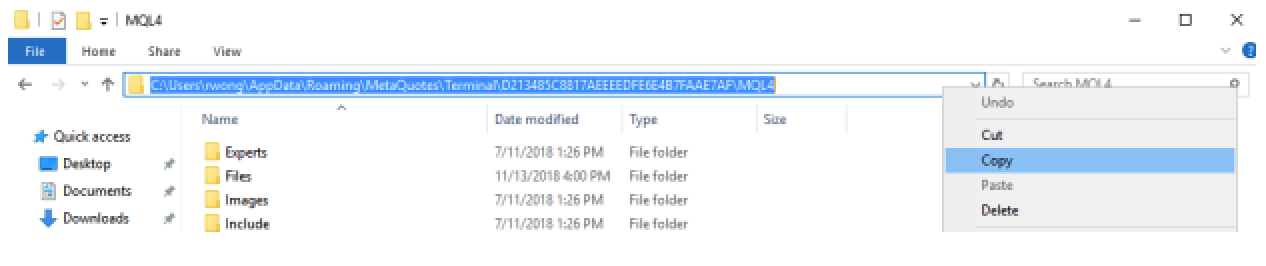 MQL4
File Home Share View
C:\Users\rwong\AppData\Roaming\MetaQuotes\Terminal\D213485C8817AEEEEDFE6E4B7FAAE7AF\MQL4
Search MQL4
Undo
Cut
Copy
Paste
Delete
Name Date modified Type Size
Quick access
Desktop
Documents
Downloads
Experts 7/11/2018 1:26 PM File folder
Files 11/13/2018 4:00 PM File folder
Images 7/11/2018 1:26 PM File folder
Include 7/11/2018 1:26 PM File folder